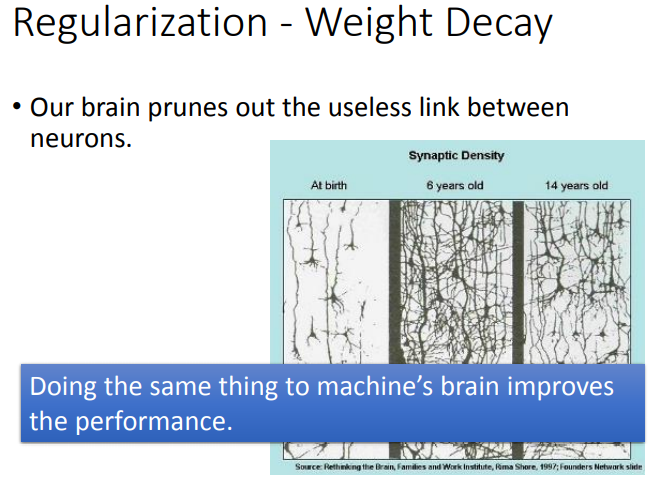 Regularization - Weight Decay
• Our brain prunes out the useless link between
neurons.
Synaptic Density
At birth
6 years old
14 years old
Doing the same thing to machine's brain improves
the performance.
Source: Rethinking the Brain, Families and Work Institute, Rima Shore, 1997; Founders Network slide